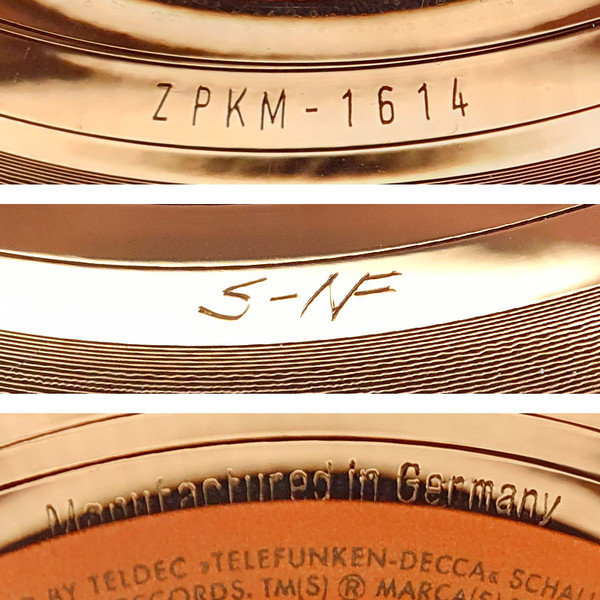 ZPKM-1614
S-NF
Manufactured in Germany
BY TELDEC »TELEFUNKEN-DECCA« SCHALL
RECORDS. TM(S) ® MARCA(S)